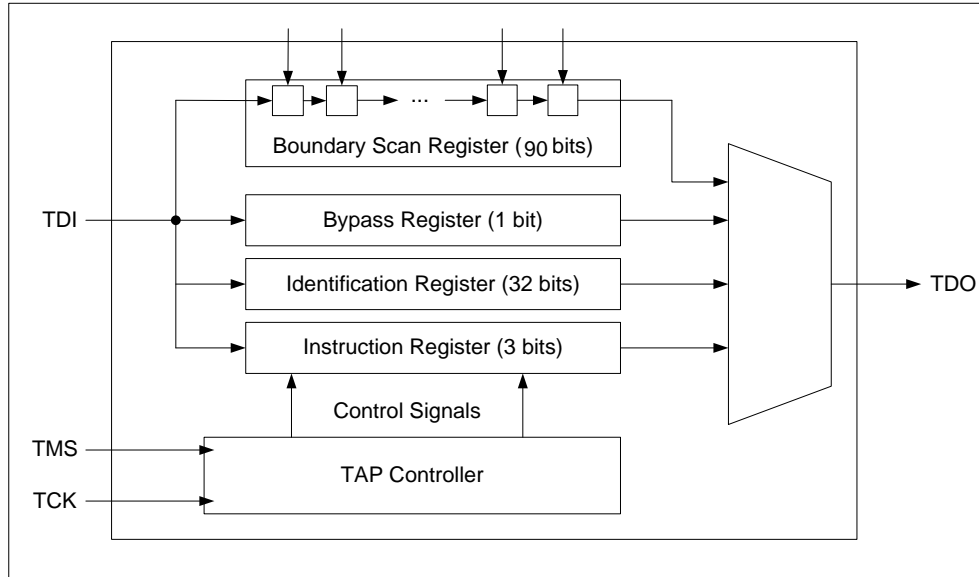 ...
Boundary Scan Register (90 bits)
TDI
Bypass Register (1 bit)
Identification Register (32 bits)
TDO
Instruction Register (3 bits)
Control Signals
TMS
TAP Controller
TCK